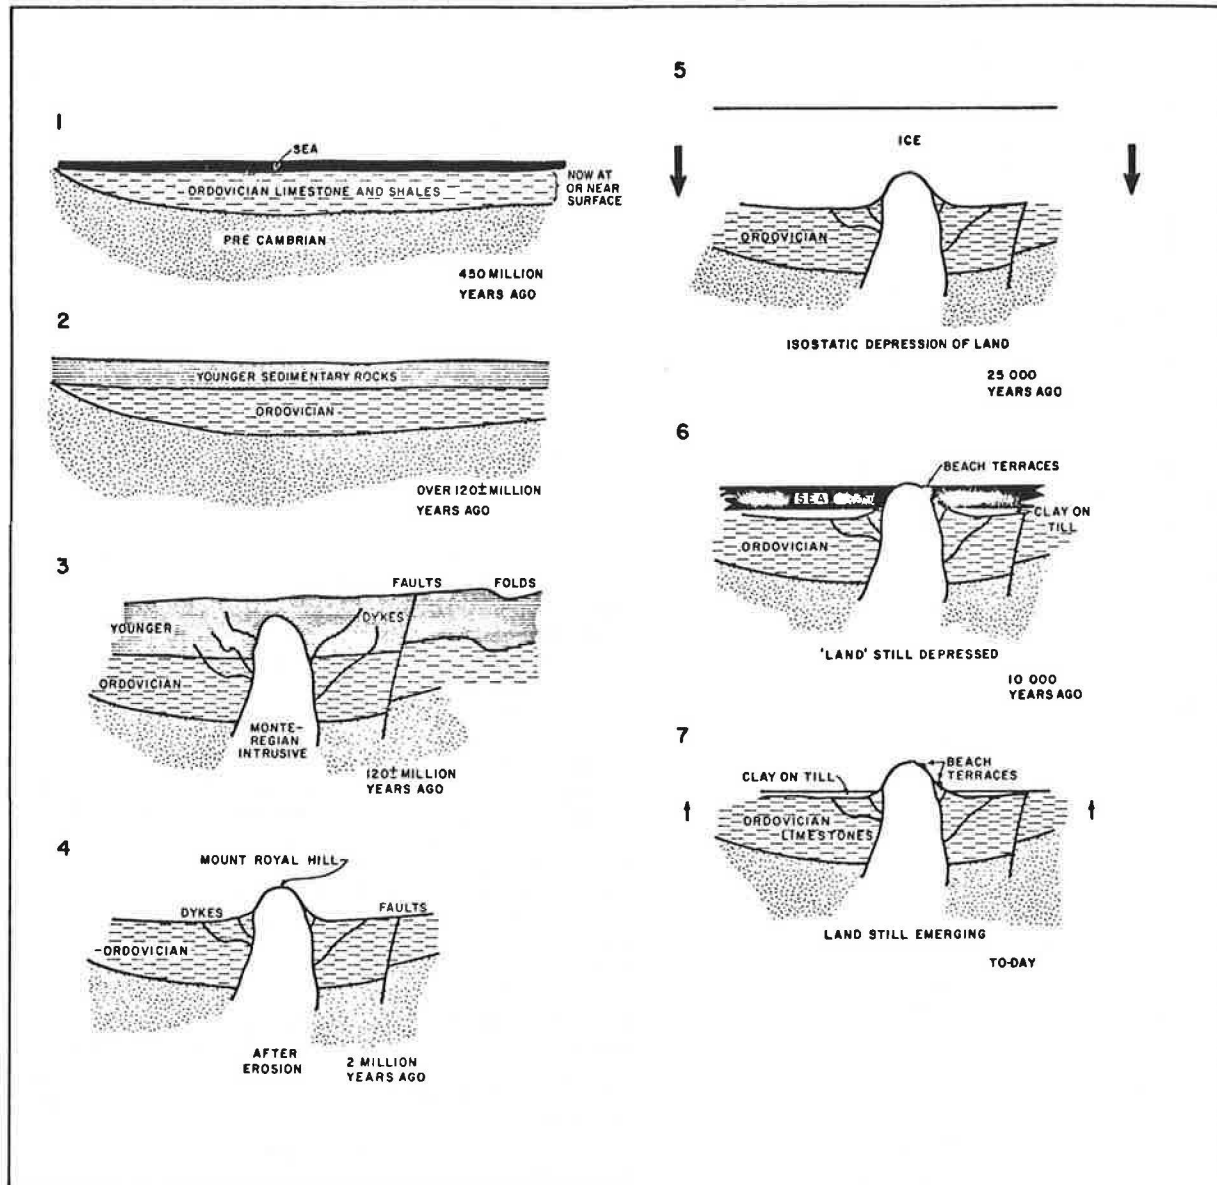 1
SEA
ORDOVICIAN LIMESTONE AND SHALES
NOW AT
OR NEAR
SURFACE
PRE CAMBRIAN
450 MILLION
YEARS AGO
2
YOUNGER SEDIMENTARY ROCKS
ORDOVICIAN
OVER 120± MILLION
YEARS AGO
3
FAULTS
FOLDS
DYKES
YOUNGER
ORDOVICIAN
MONTE-
REGIAN
INTRUSIVE
120± MILLION
YEARS AGO
4
MOUNT ROYAL HILL
DYKES
FAULTS
ORDOVICIAN
AFTER
EROSION
2 MILLION
YEARS AGO
5
ICE
ORDOVICIAN
ISOSTATIC DEPRESSION OF LAND
25 000
YEARS AGO
6
BEACH TERRACES
SEA
CLAY ON
TILL
ORDOVICIAN
'LAND' STILL DEPRESSED
10 000
YEARS AGO
7
CLAY ON TILL
BEACH
TERRACES
ORDOVICIAN
LIMESTONES
LAND STILL EMERGING
TO-DAY